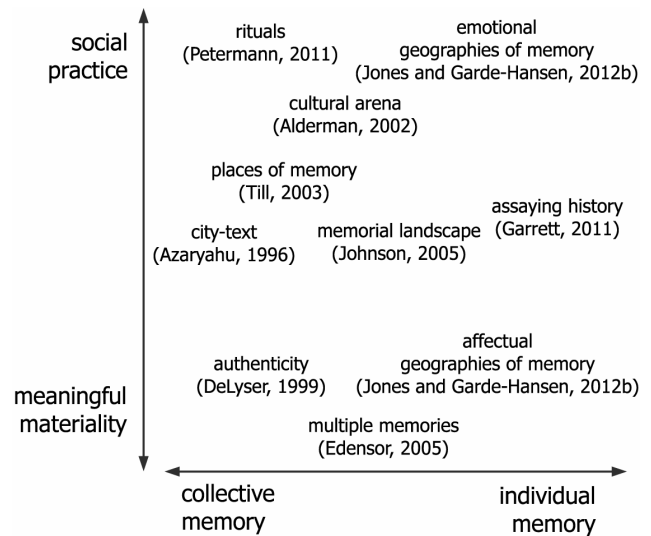 social
practice
rituals
(Petermann, 2011)
emotional
geographies of memory
(Jones and Garde-Hansen, 2012b)
cultural arena
(Alderman, 2002)
places of memory
(Till, 2003)
assaying history
(Garrett, 2011)
city-text
(Azaryahu, 1996)
memorial landscape
(Johnson, 2005)
affectual
geographies of memory
(Jones and Garde-Hansen, 2012b)
authenticity
(DeLyser, 1999)
meaningful
materiality
multiple memories
(Edensor, 2005)
collective
memory
individual
memory